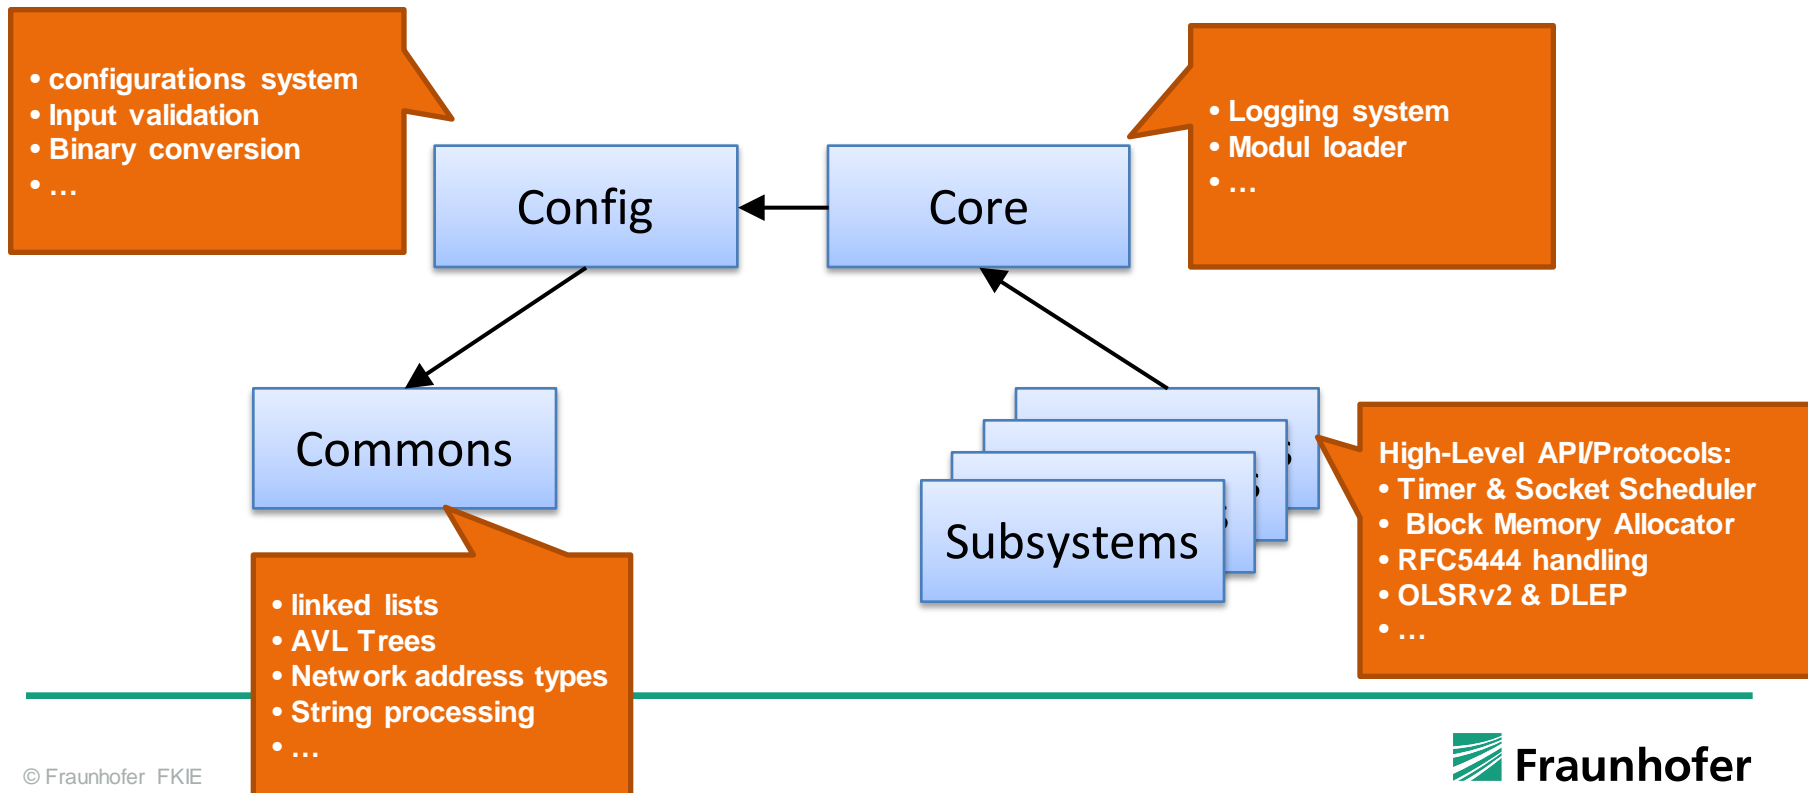 • configurations system
• Input validation
• Binary conversion
• …
• Logging system
• Modul loader
• …
Config
Core
Commons
Subsystems
s
s
s
High-Level API/Protocols:
• Timer & Socket Scheduler
• Block Memory Allocator
• RFC5444 handling
• OLSRv2 & DLEP
• …
• linked lists
• AVL Trees
• Network address types
• String processing
• …
© Fraunhofer FKIE
Fraunhofer